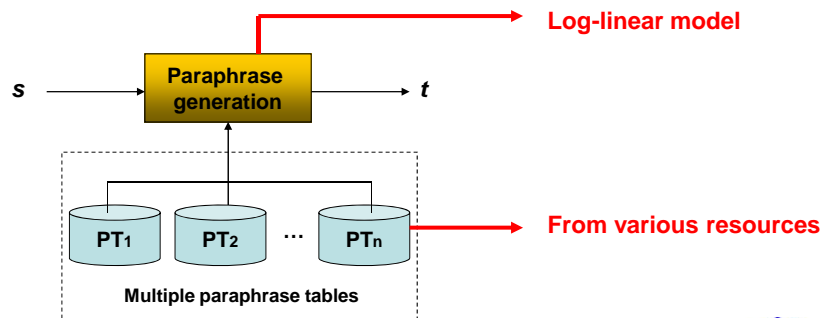 Log-linear model
Paraphrase
generation
s
t
PT1
PT2
...
PTn
From various resources
Multiple paraphrase tables